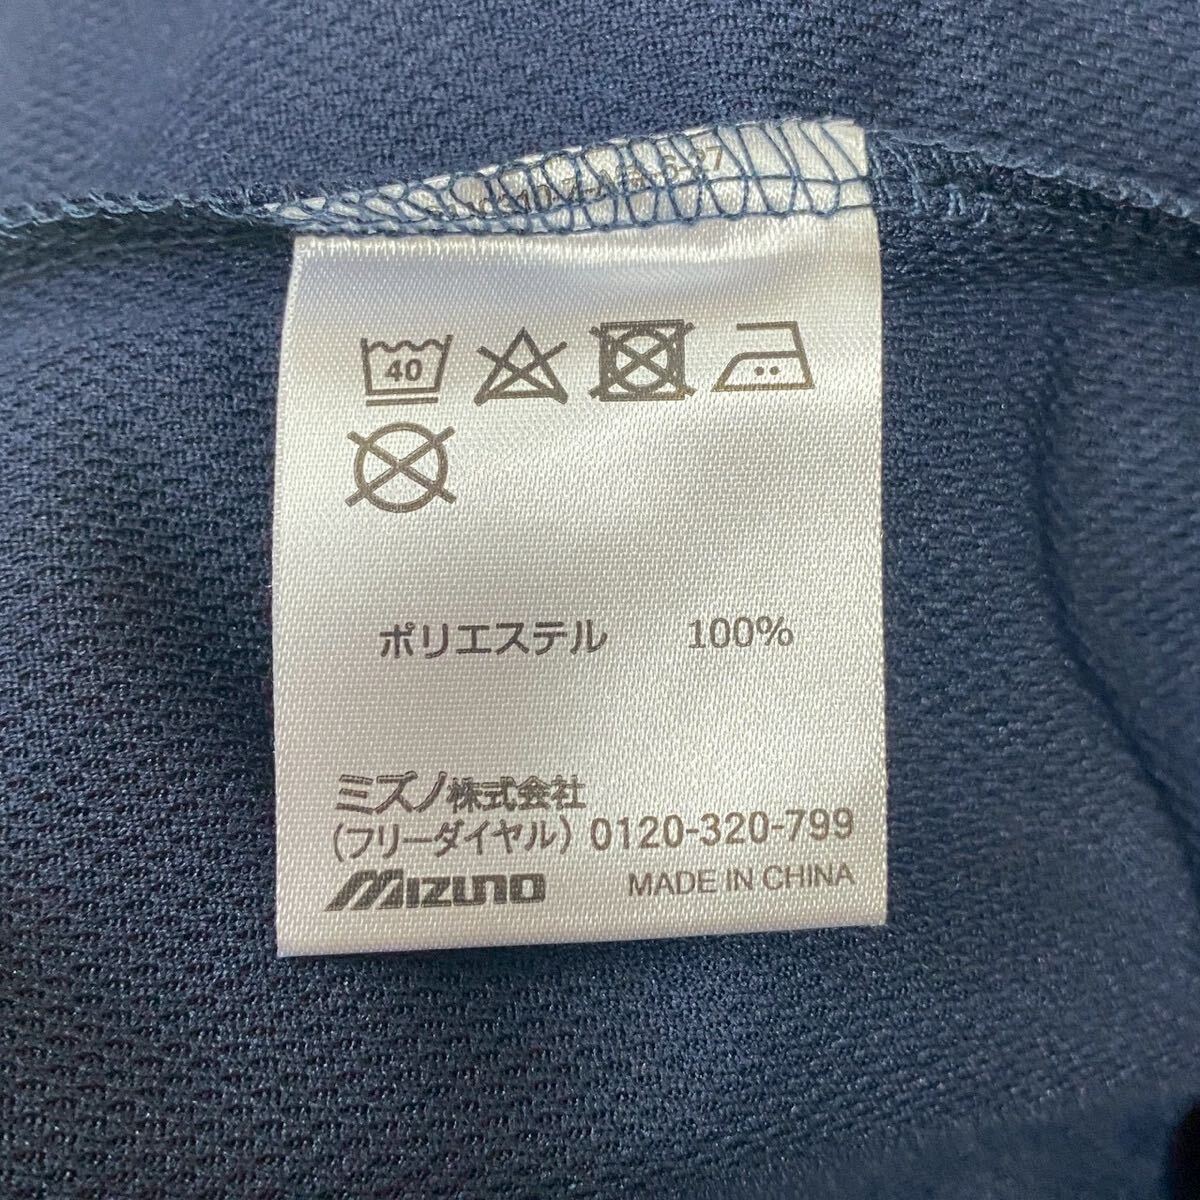 40
ポリエステル 100%
ミズノ株式会社
(フリーダイヤル) 0120-320-799
MIZUNO MADE IN CHINA